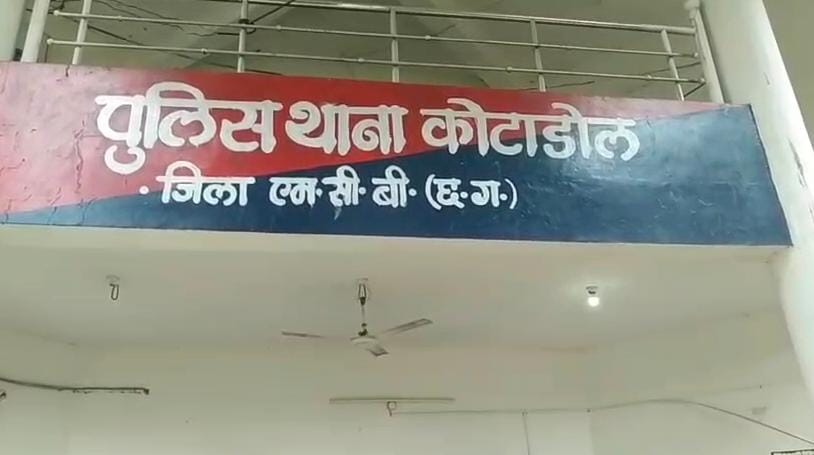 पुलिस थाना कोटाडोल
• जिला एम•सी•बी• (छ•ग•)